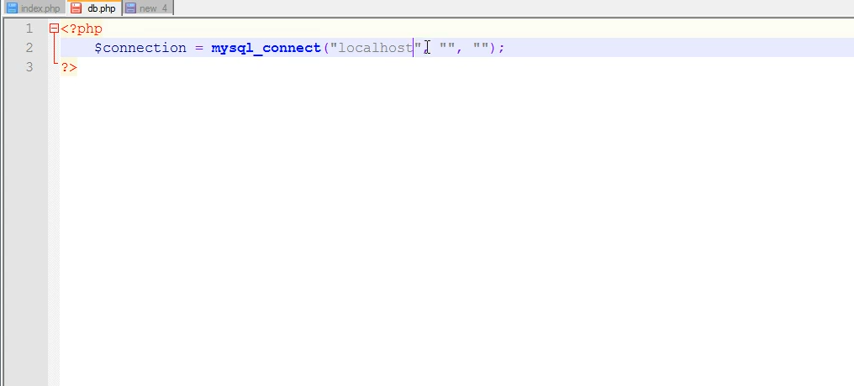 index.php db.php new 4
1 <?php
2 $connection = mysql_connect("localhost", "", "");
3 ?>